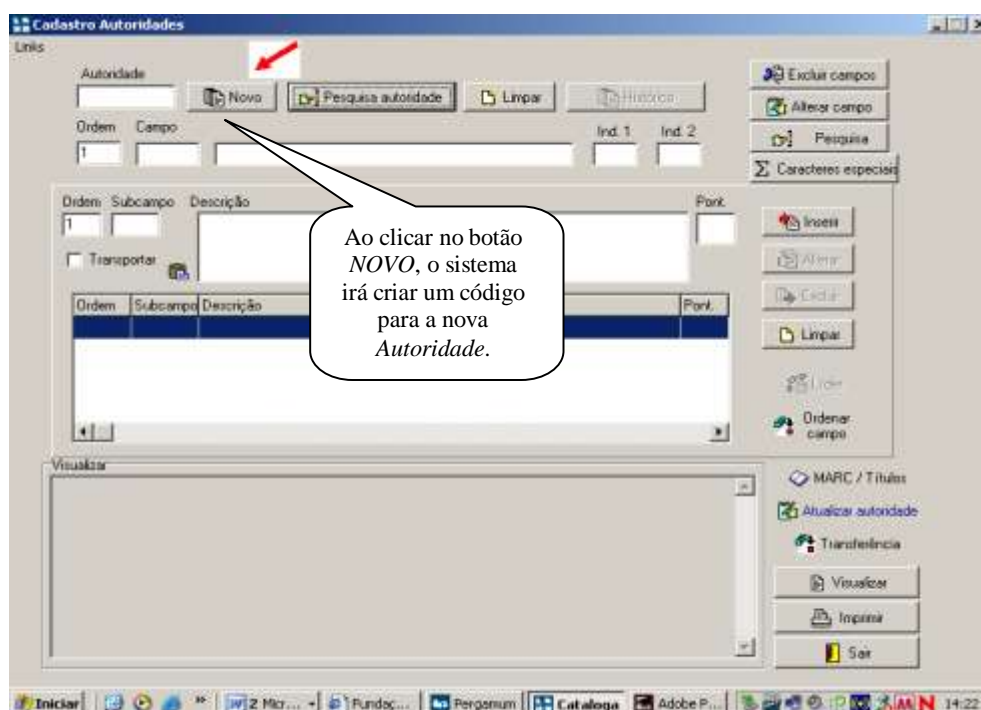 Cadastro Autoridades
Links
Autoridade
Novo
Pesquisa autoridade
Limpar
Histórico
Excluir campos
Alterar campo
Pesquisa
Caracteres especiais
Ordem Campo Ind. 1 Ind. 2
1
Ordem Subcampo Descrição Pont.
1
Transportar
Inserir
Alterar
Excluir
Limpar
Ordenar campo
Ao clicar no botão
NOVO, o sistema
irá criar um código
para a nova
Autoridade.
Ordem Subcampo Descrição Pont.
Visualizar
MARC / Títulos
Atualizar autoridade
Transferência
Visualizar
Imprimir
Sair
Iniciar
2 Micr...
Fundaç...
Pergamum
Cataloga
Adobe P...
14:22